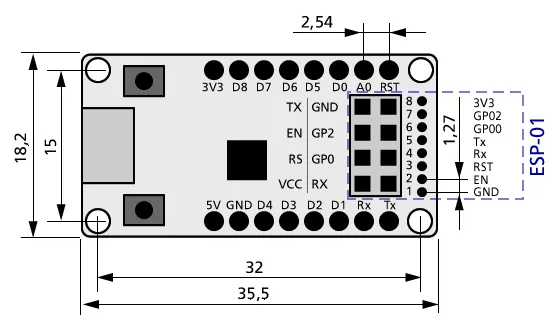 2,54
3V3 D8 D7 D6 D5 D0 A0 RST
TX GND
EN GP2
RS GP0
VCC RX
8 3V3
7 GP02
6 GP00
5 Tx
4 Rx
3 RST
2 EN
1 GND
1,27
ESP-01
5V GND D4 D3 D2 D1 Rx Tx
18,2
15
32
35,5